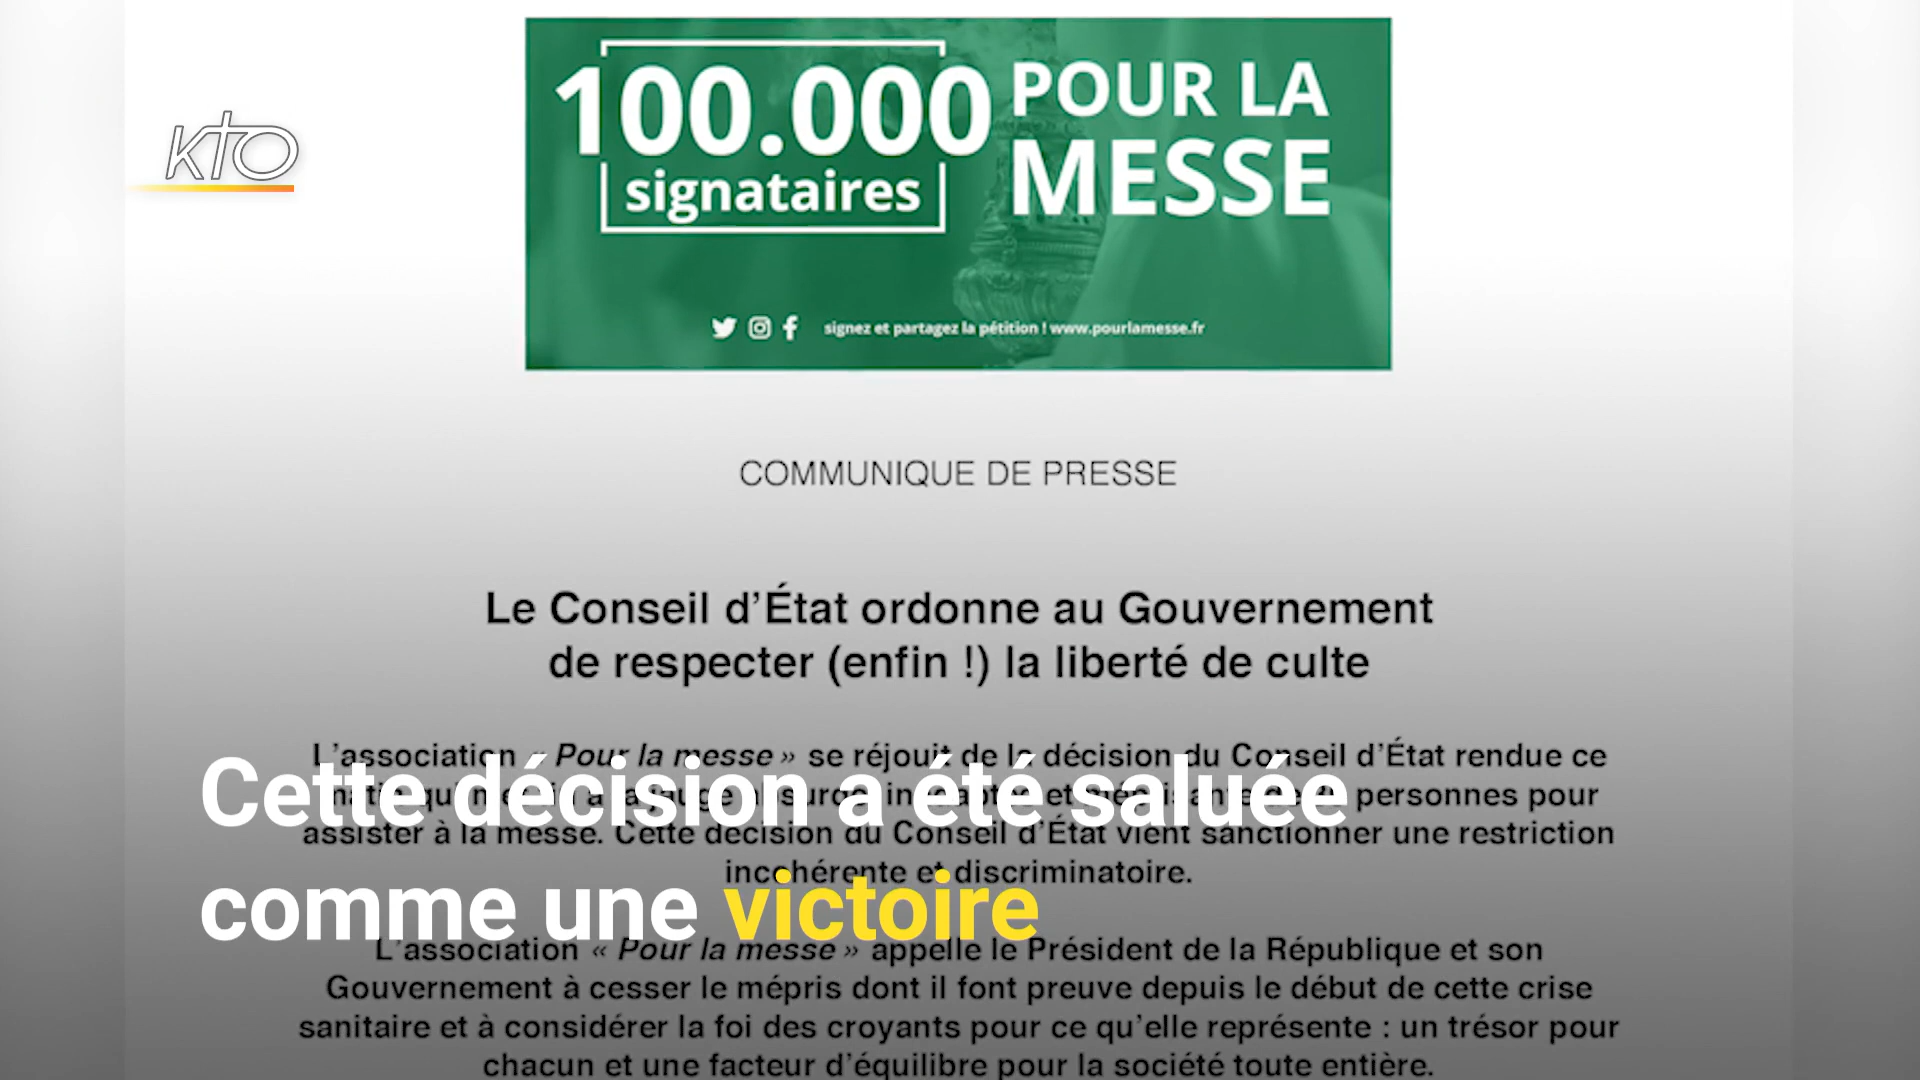 kto
100.000
signataires
POUR LA
MESSE
signez et partagez la pétition ! www.pourlamesse.fr
COMMUNIQUE DE PRESSE
Le Conseil d'État ordonne au Gouvernement
de respecter (enfin !) la liberté de culte
L'association « Pour la messe » se réjouit de la décision du Conseil d'État rendue ce
personnes pour
assister à la messe. Cette décision du Conseil d'État vient sanctionner une restriction
incohérente et discriminatoire.
Cette décision a été saluée
comme une victoire
L'association « Pour la messe » appelle le Président de la République et son
Gouvernement à cesser le mépris dont il font preuve depuis le début de cette crise
sanitaire et à considérer la foi des croyants pour ce qu'elle représente : un trésor pour
chacun et une facteur d'équilibre pour la société toute entière.